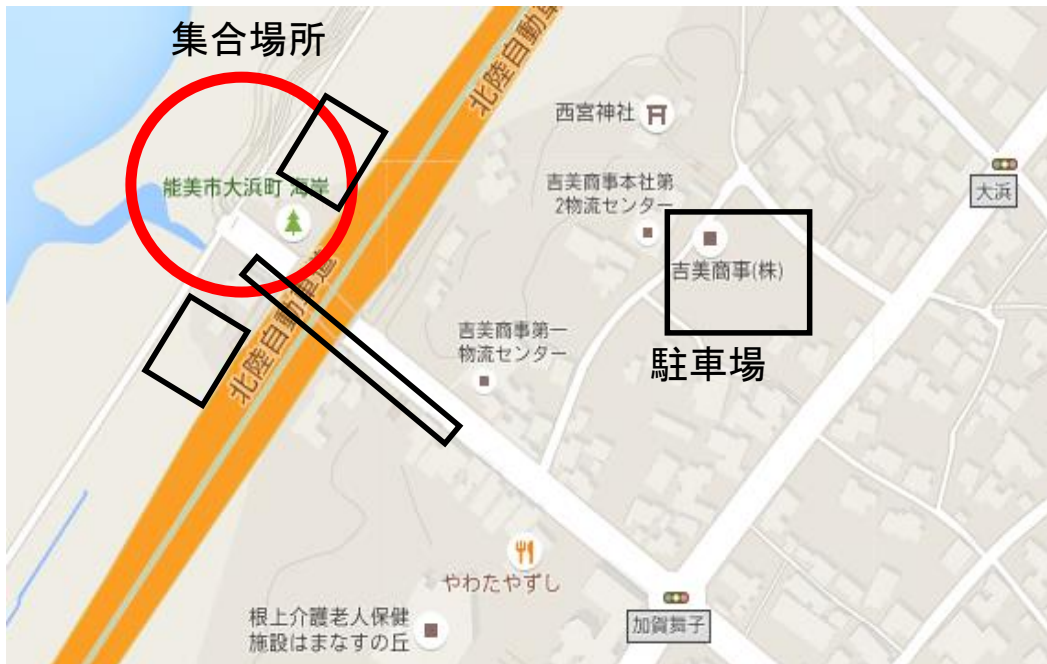 集合場所
北陸自動車
西宮神社
能美市大浜町 海岸
吉美商事本社第
2物流センター
大浜
吉美商事(株)
北陸自動車道
吉美商事第一
物流センター
駐車場
やわたやずし
根上介護老人保健
施設はまなすの丘
加賀舞子